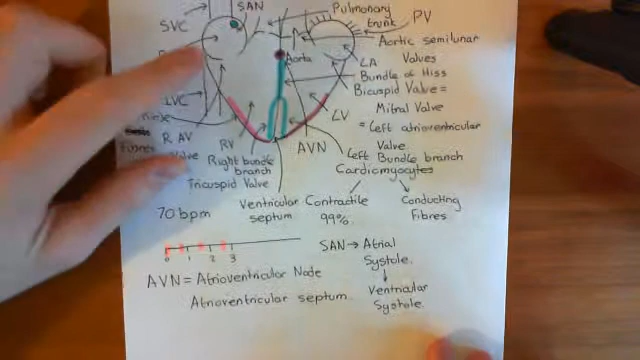 SAN
Pulmonary
trunk
PV
SVC
Aortic semilunar
Valves
Aorta
LA
Bundle of Hiss
Bicuspid Valve =
Mitral Valve
= Left atrioventricular
Valve
IVC
LV
R AV
Valve
RV
AVN
Right bundle
branch
Left Bundle branch
Tricuspid Valve
Cardiomyocytes
70 bpm
Ventricular
septum
Contractile
99%
Conducting
Fibres
0 1 2 3
SAN → Atrial
Systole.
↓
Ventricular
Systole.
AVN = Atrioventricular Node
Atrioventricular septum